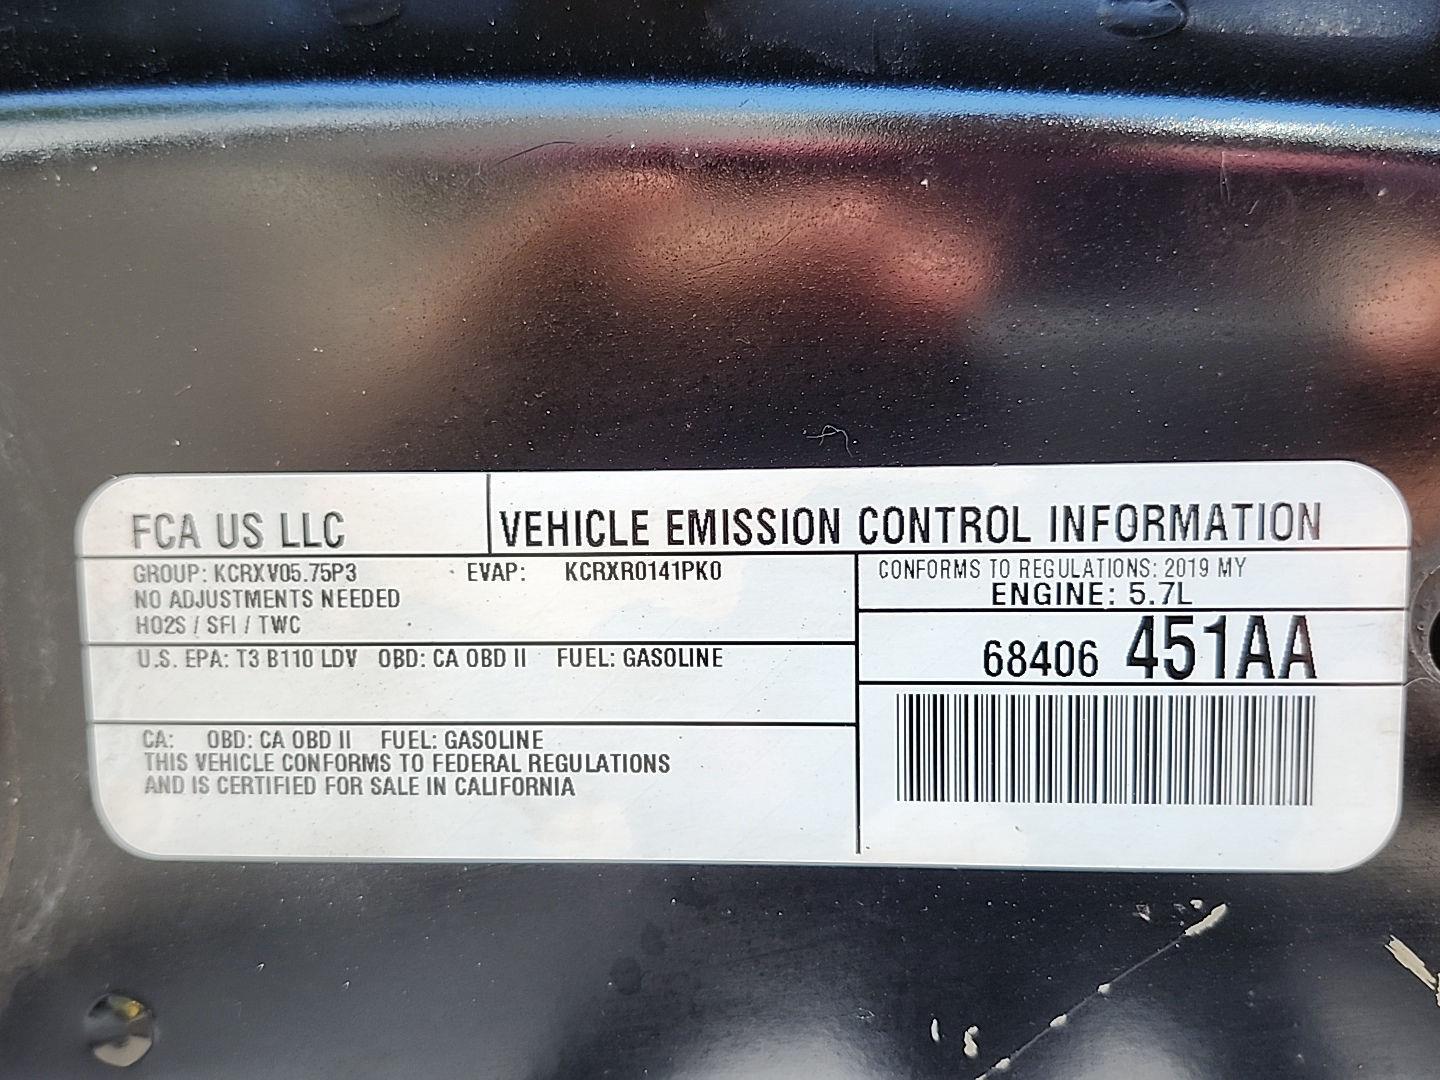 FCA US LLC
VEHICLE EMISSION CONTROL INFORMATION
GROUP: KCRXV05.75P3 EVAP: KCRXR0141PK0
NO ADJUSTMENTS NEEDED
HO2S / SFI / TWC
U.S. EPA: T3 B110 LDV OBD: CA OBD II FUEL: GASOLINE
CA: OBD: CA OBD II FUEL: GASOLINE
THIS VEHICLE CONFORMS TO FEDERAL REGULATIONS
AND IS CERTIFIED FOR SALE IN CALIFORNIA
CONFORMS TO REGULATIONS: 2019 MY
ENGINE: 5.7L
68406 451AA